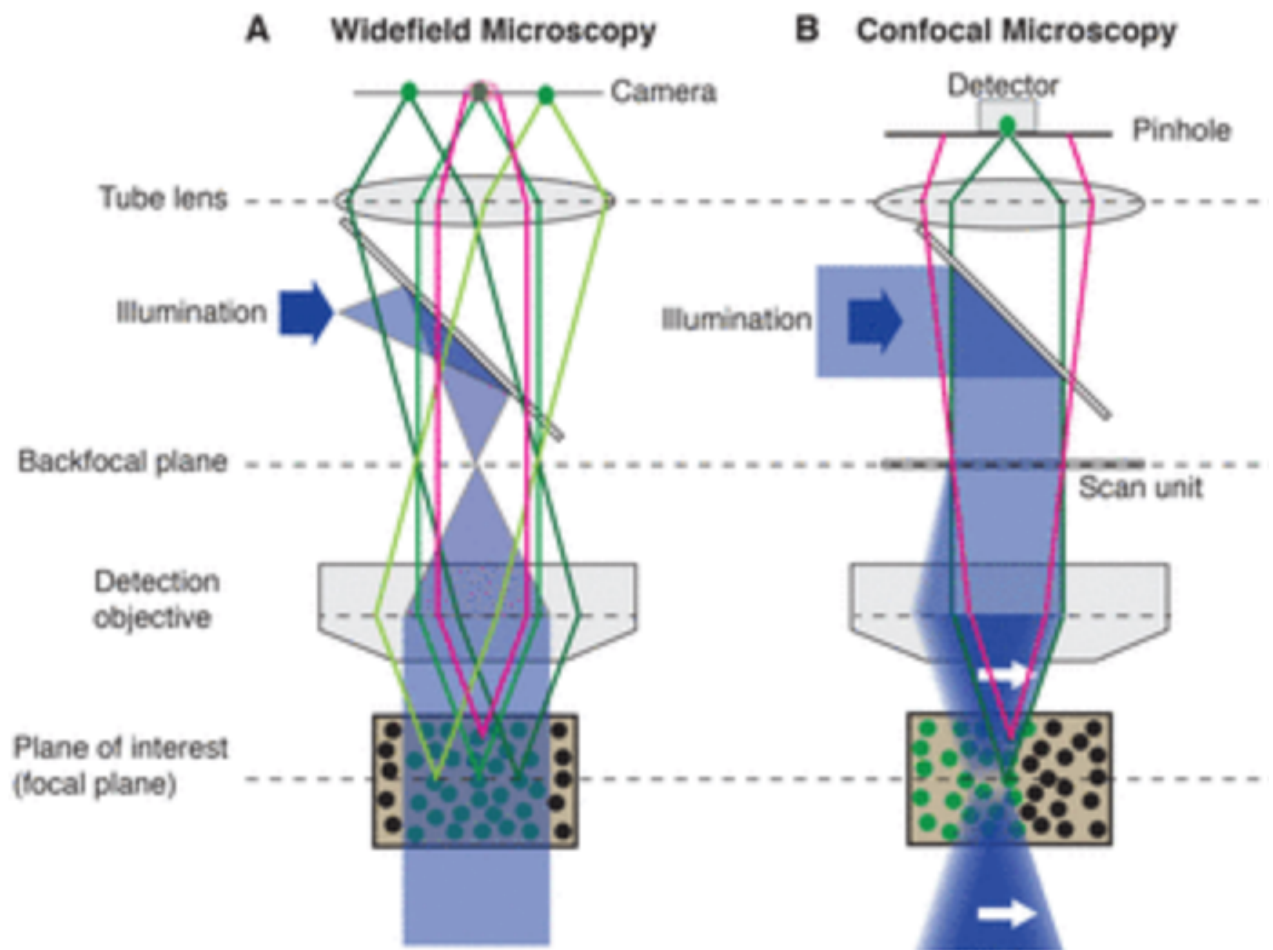 A Widefield Microscopy
B Confocal Microscopy
Camera
Detector
Pinhole
Tube lens
Illumination
Illumination
Backfocal plane
Scan unit
Detection
objective
Plane of interest
(focal plane)